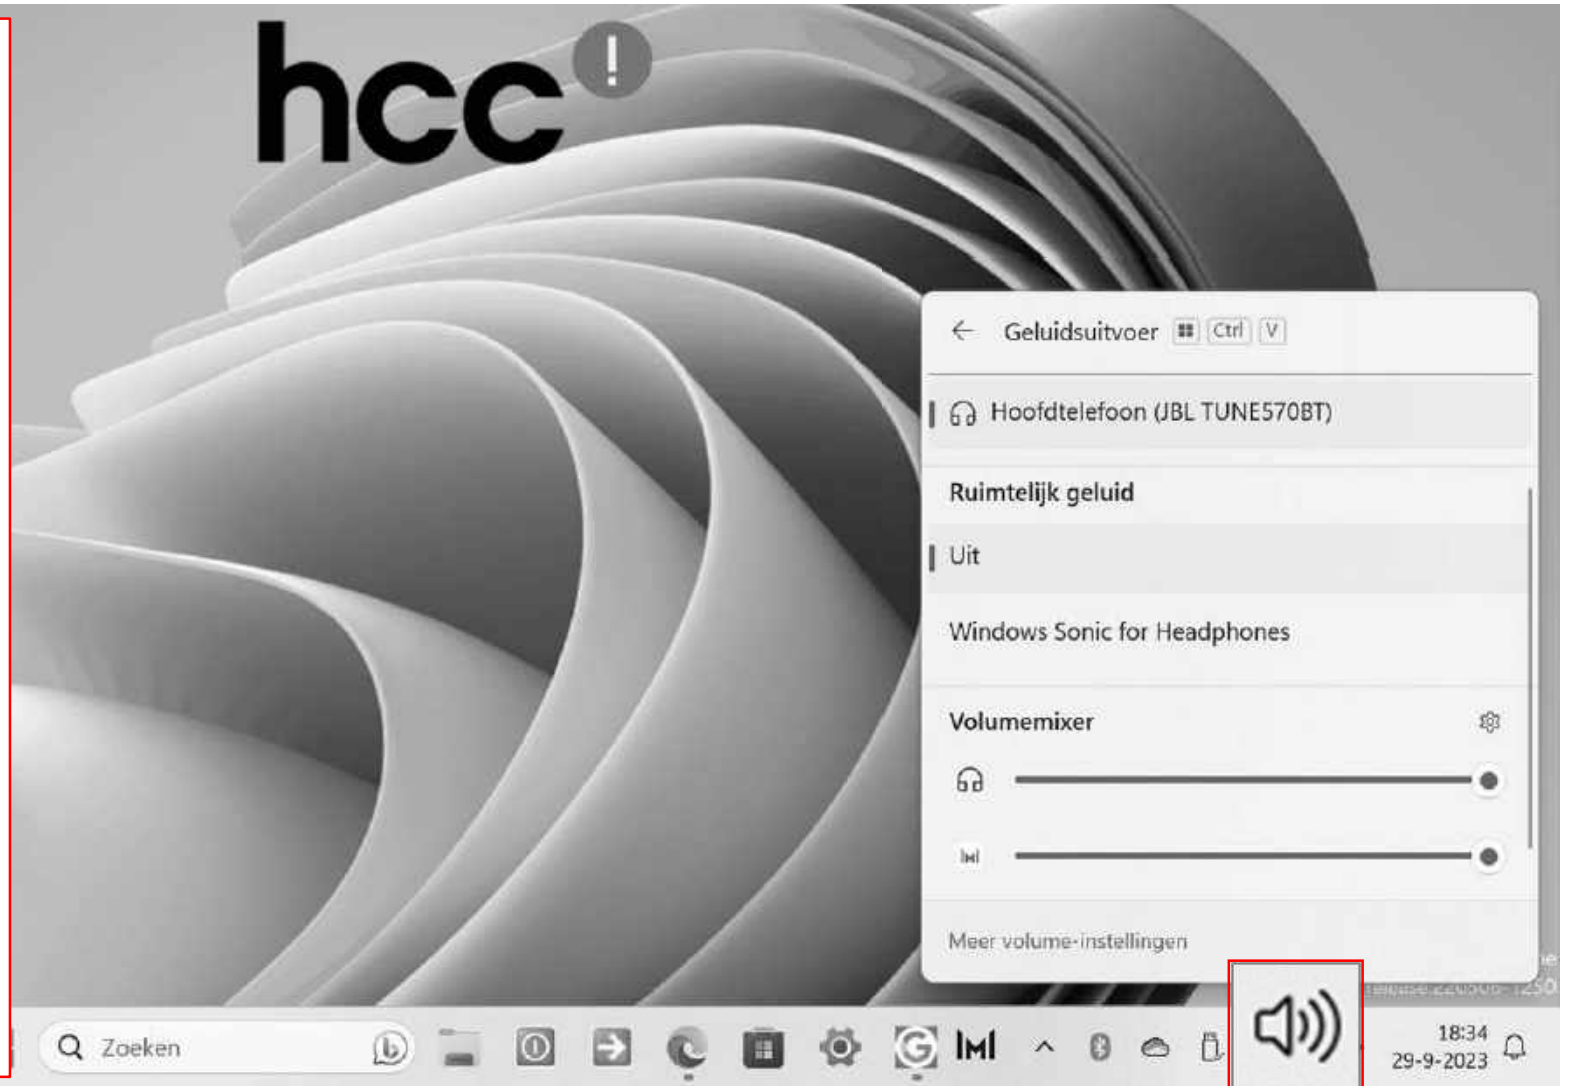 hcc!
Geluidsuitvoer Ctrl V
Hoofdtelefoon (JBL TUNE570BT)
Ruimtelijk geluid
Uit
Windows Sonic for Headphones
Volumemixer
Meer volume-instellingen
Zoeken
18:34
29-9-2023